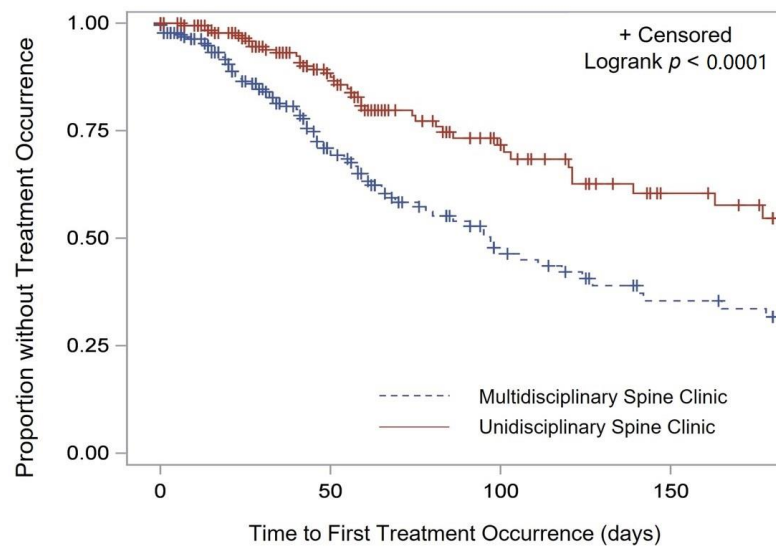 + Censored
Logrank p < 0.0001
Proportion without Treatment Occurrence
1.00
0.75
0.50
0.25
0.00
Multidisciplinary Spine Clinic
Unidisciplinary Spine Clinic
0
50
100
150
Time to First Treatment Occurrence (days)